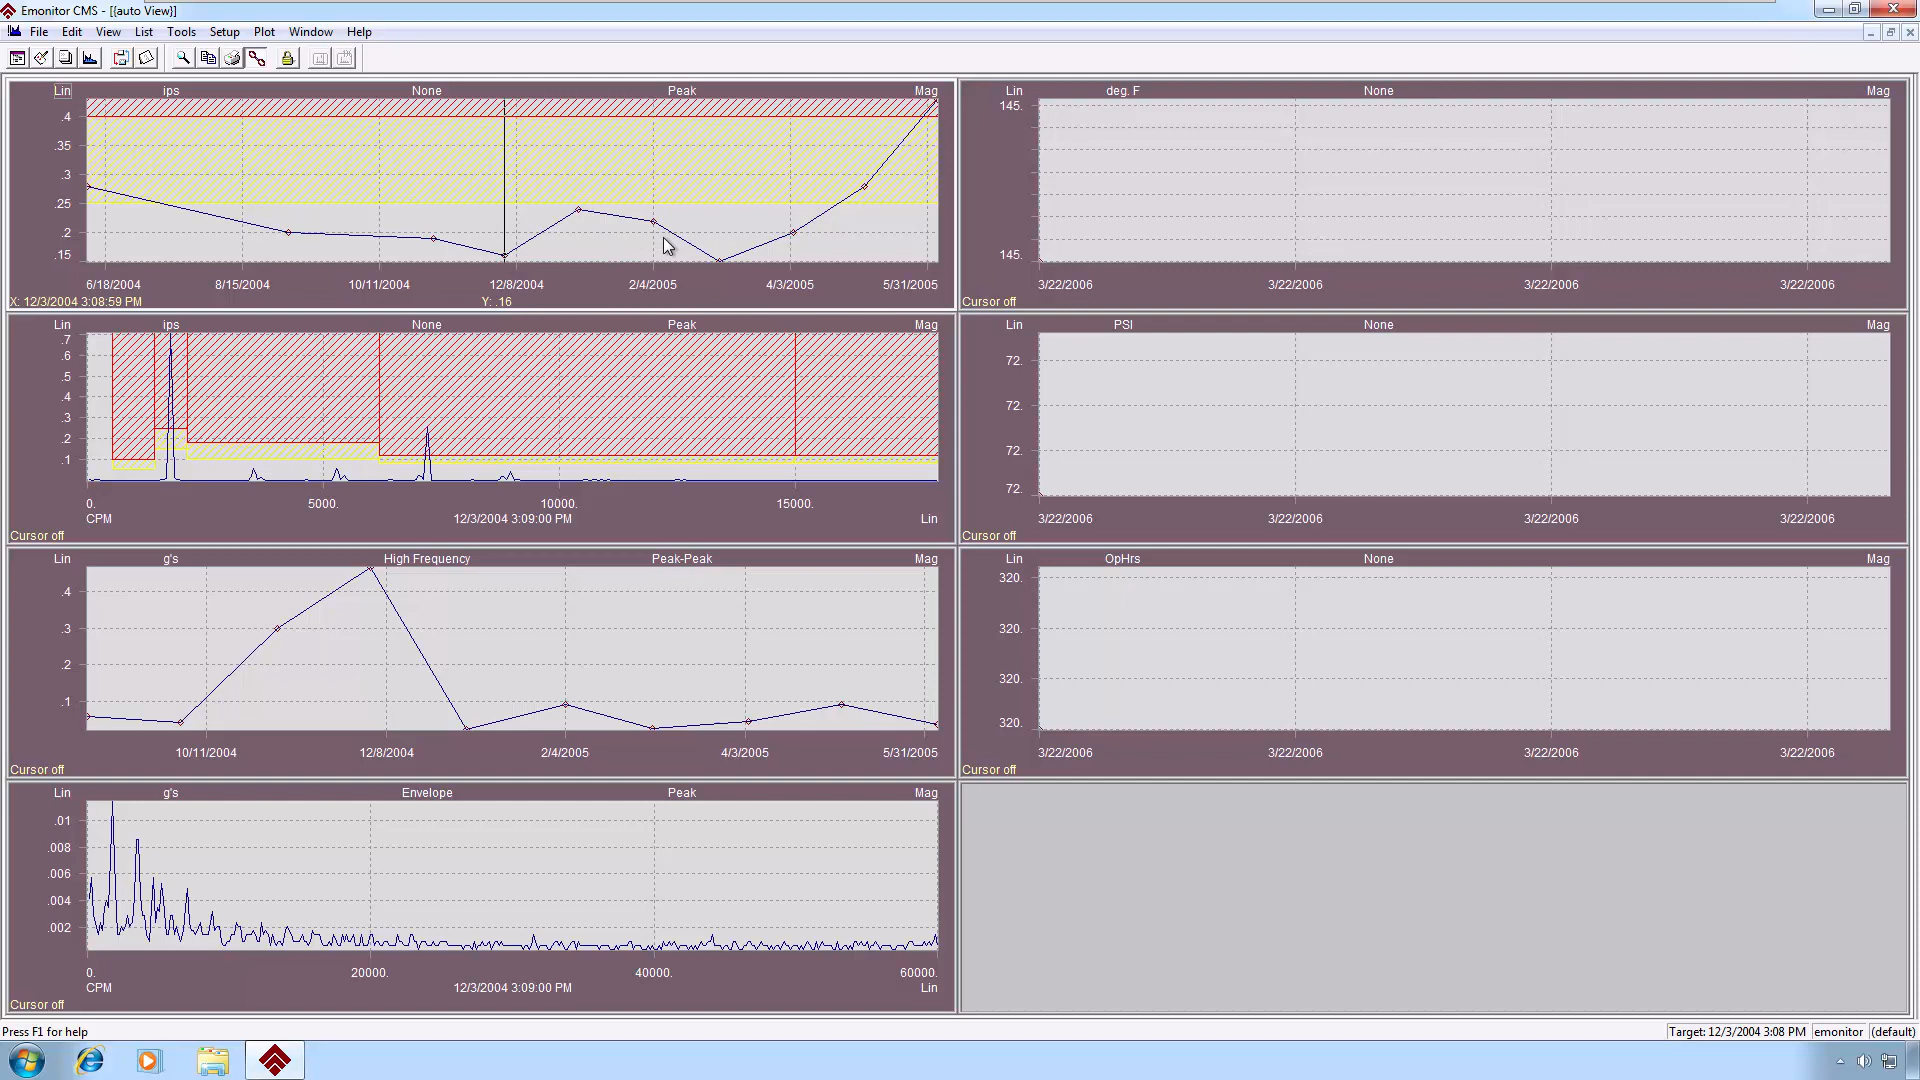 Emonitor CMS - [{auto View}]
File Edit View List Tools Setup Plot Window Help
Lin ips None Peak Mag
.4
.35
.3
.25
.2
.15
6/18/2004 8/15/2004 10/11/2004 12/8/2004 2/4/2005 4/3/2005 5/31/2005
X: 12/3/2004 3:08:59 PM Y: .16
Lin deg. F None Mag
145.
145.
3/22/2006 3/22/2006 3/22/2006 3/22/2006
Cursor off
Lin ips None Peak Mag
.7
.6
.5
.4
.3
.2
.1
0. 5000. 10000. 15000.
CPM 12/3/2004 3:09:00 PM Lin
Cursor off
Lin PSI None Mag
72.
72.
72.
72.
3/22/2006 3/22/2006 3/22/2006 3/22/2006
Cursor off
Lin g's High Frequency Peak-Peak Mag
.4
.3
.2
.1
10/11/2004 12/8/2004 2/4/2005 4/3/2005 5/31/2005
Cursor off
Lin OpHrs None Mag
320.
320.
320.
320.
3/22/2006 3/22/2006 3/22/2006 3/22/2006
Cursor off
Lin g's Envelope Peak Mag
.01
.008
.006
.004
.002
0. 20000. 40000. 60000.
CPM 12/3/2004 3:09:00 PM Lin
Cursor off
Press F1 for help
Target: 12/3/2004 3:08 PM emonitor (default)